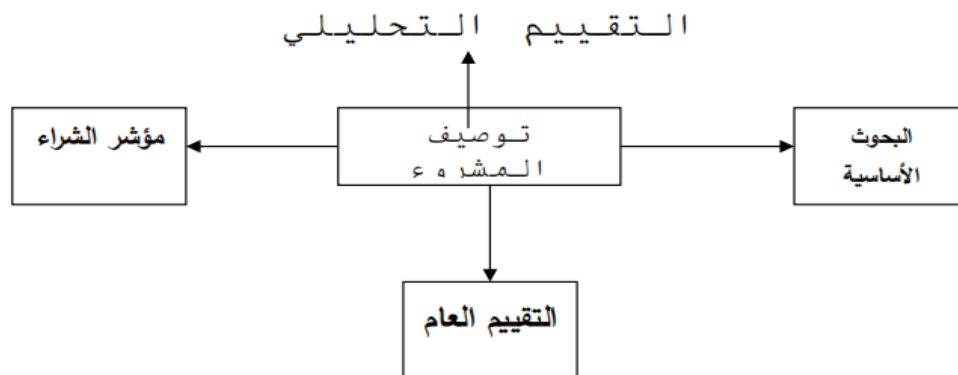 التقييم التحليلي
البحوث
الأساسية
توصيف
المشروع
مؤشر الشراء
التقييم العام